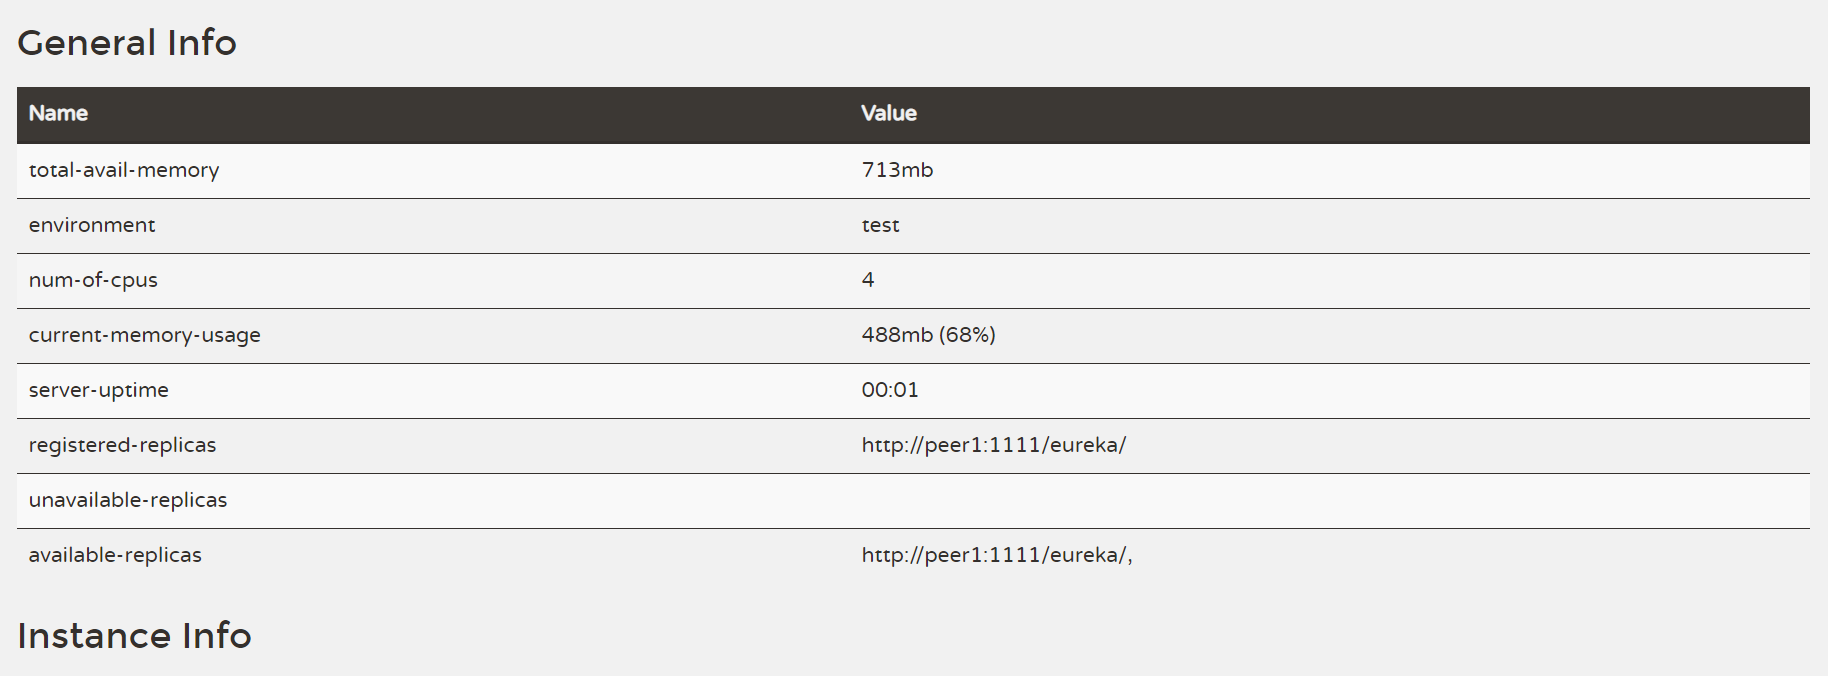 General Info
Name Value
total-avail-memory 713mb
environment test
num-of-cpus 4
current-memory-usage 488mb (68%)
server-uptime 00:01
registered-replicas http://peer1:1111/eureka/
unavailable-replicas
available-replicas http://peer1:1111/eureka/,
Instance Info